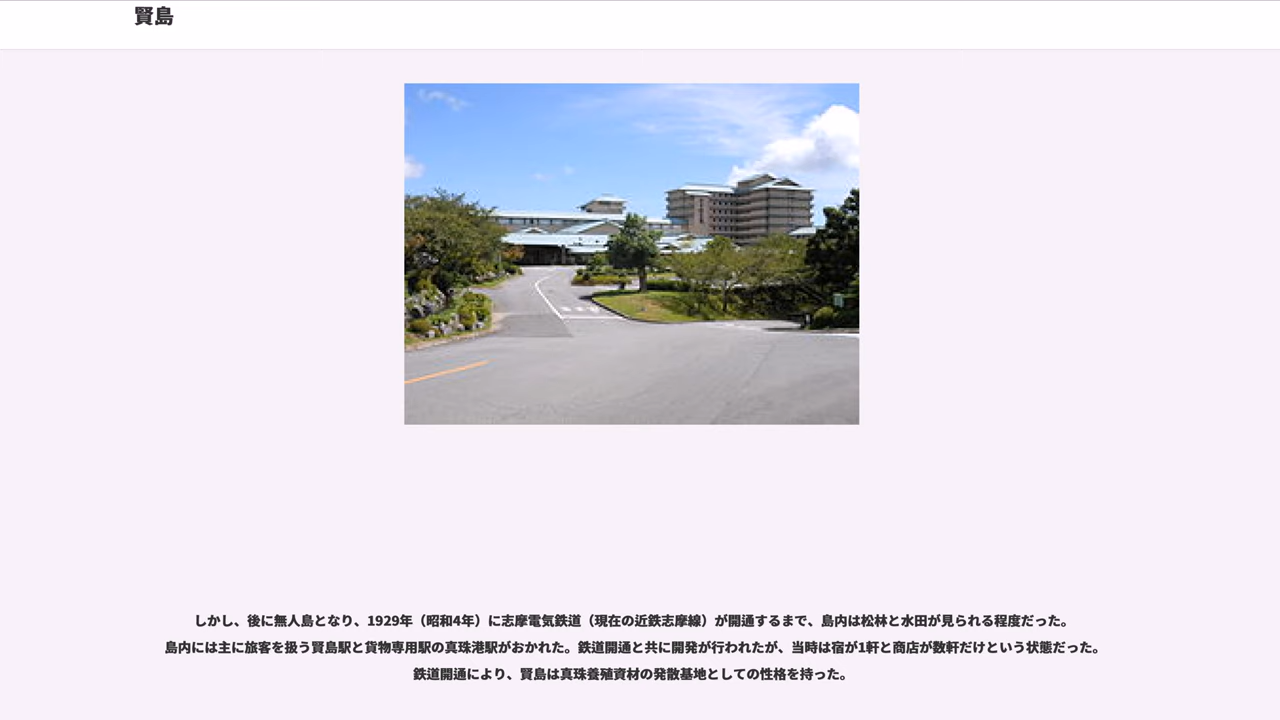 賢島
しかし、後に無人島となり、1929年（昭和4年）に志摩電気鉄道（現在の近鉄志摩線）が開通するまで、島内は松林と水田が見られる程度だった。
島内には主に旅客を扱う賢島駅と貨物専用駅の真珠港駅がおかれた。鉄道開通と共に開発が行われたが、当時は宿が1軒と商店が数軒だけという状態だった。
鉄道開通により、賢島は真珠養殖資材の発散基地としての性格を持った。